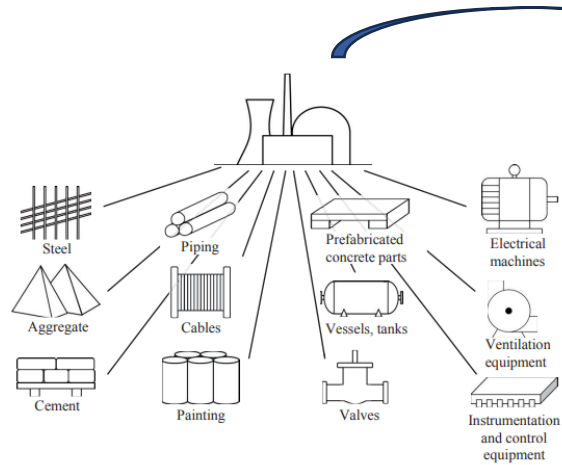 Steel
Piping
Prefabricated
concrete parts
Electrical
machines
Aggregate
Cables
Vessels, tanks
Ventilation
equipment
Cement
Painting
Valves
Instrumentation
and control
equipment